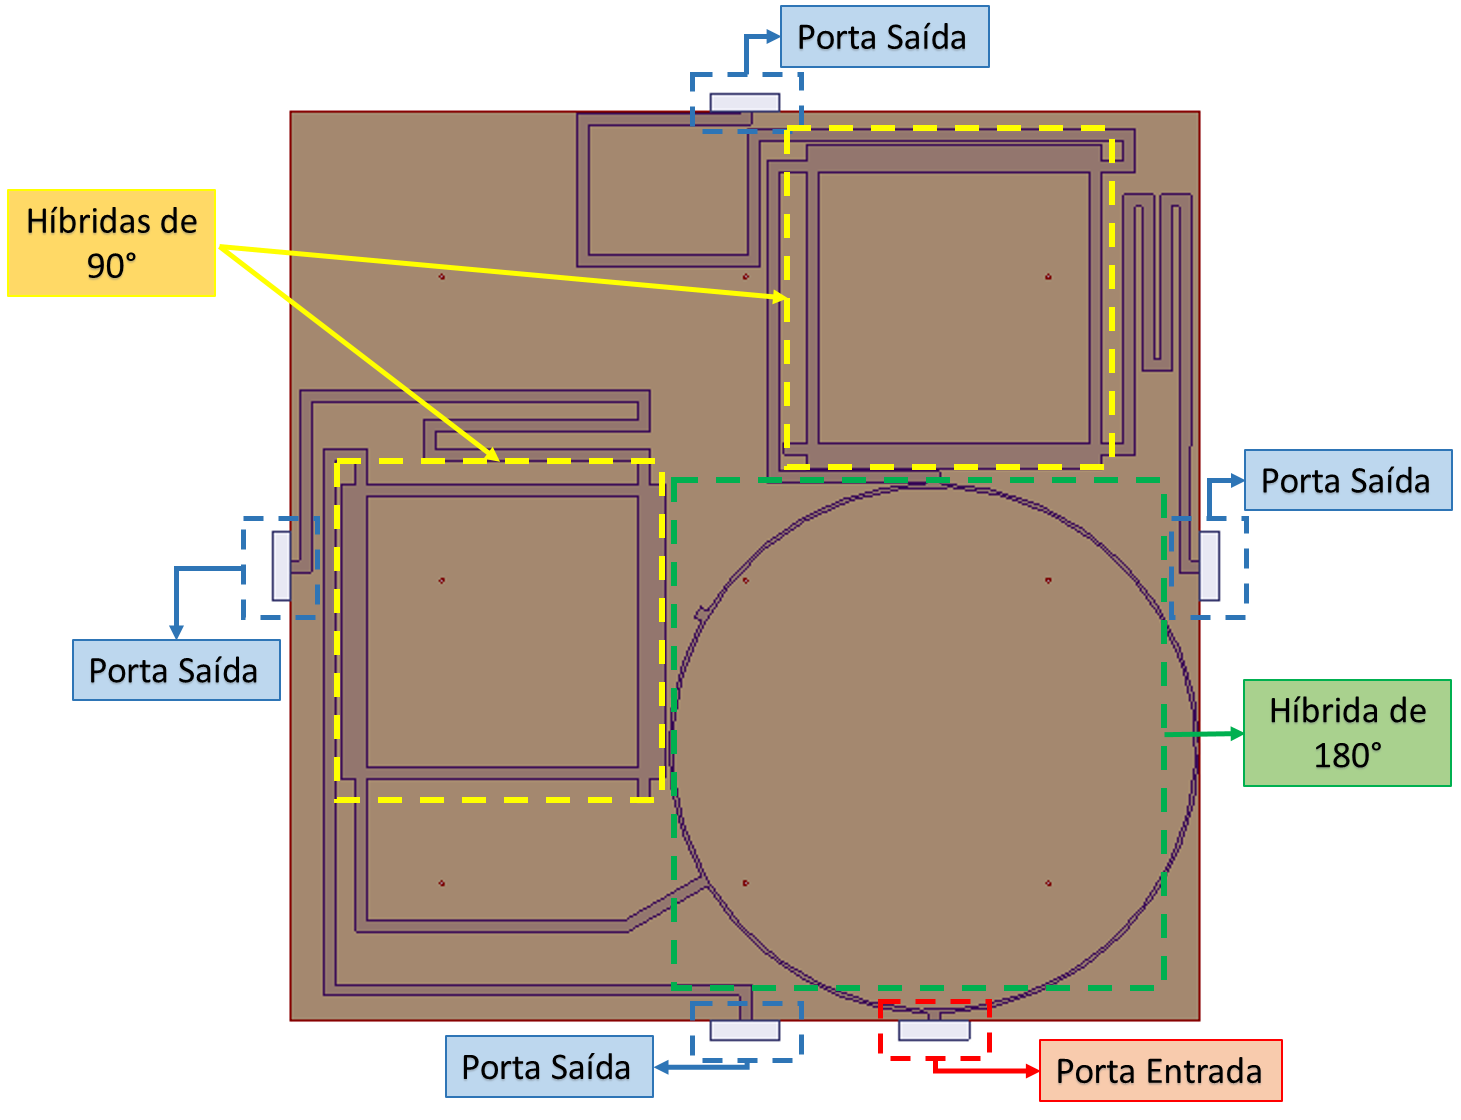 Porta Saída
Híbridas de
90°
Porta Saída
Porta Saída
Híbrida de
180°
Porta Saída
Porta Entrada